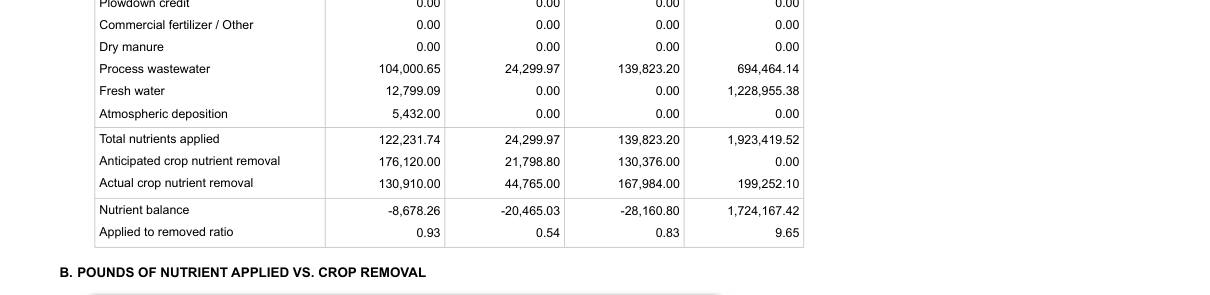 Plowdown credit 0.00 0.00 0.00 0.00
Commercial fertilizer / Other 0.00 0.00 0.00 0.00
Dry manure 0.00 0.00 0.00 0.00
Process wastewater 104,000.65 24,299.97 139,823.20 694,464.14
Fresh water 12,799.09 0.00 0.00 1,228,955.38
Atmospheric deposition 5,432.00 0.00 0.00 0.00
Total nutrients applied 122,231.74 24,299.97 139,823.20 1,923,419.52
Anticipated crop nutrient removal 176,120.00 21,798.80 130,376.00 0.00
Actual crop nutrient removal 130,910.00 44,765.00 167,984.00 199,252.10
Nutrient balance -8,678.26 -20,465.03 -28,160.80 1,724,167.42
Applied to removed ratio 0.93 0.54 0.83 9.65
B. POUNDS OF NUTRIENT APPLIED VS. CROP REMOVAL